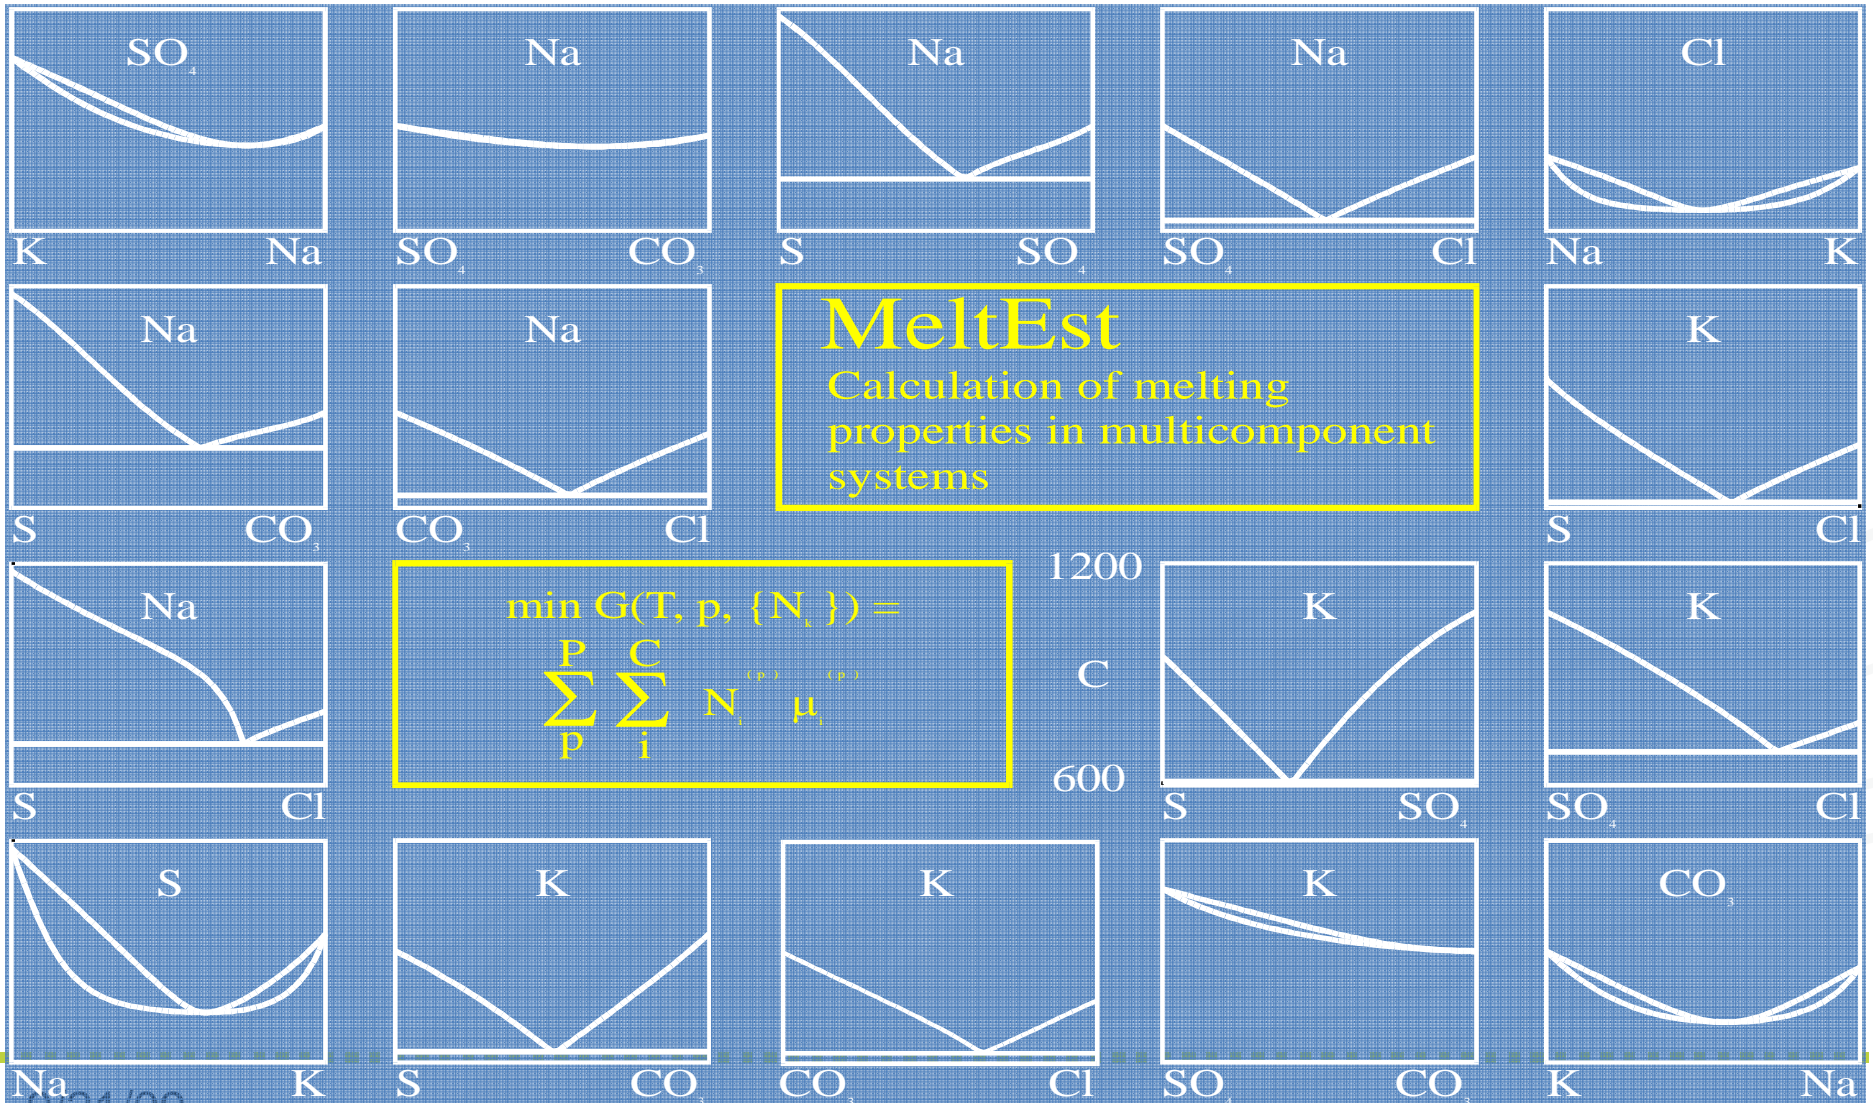 SO₄ Na Na Na Cl
K Na SO₄ CO₃ S SO₄ SO₄ Cl Na K
Na Na K
MeltEst
Calculation of melting
properties in multicomponent
systems
S CO₃ CO₃ Cl S Cl
Na K K
min G(T, p, {Nₖ}) =
P C
∑ ∑ Nᵢ⁽ᵖ⁾ μᵢ⁽ᵖ⁾
p i
1200
C
600
S Cl S SO₄ SO₄ Cl
S K K K CO₃
Na K S CO₃ CO₃ Cl SO₄ CO₃ K Na